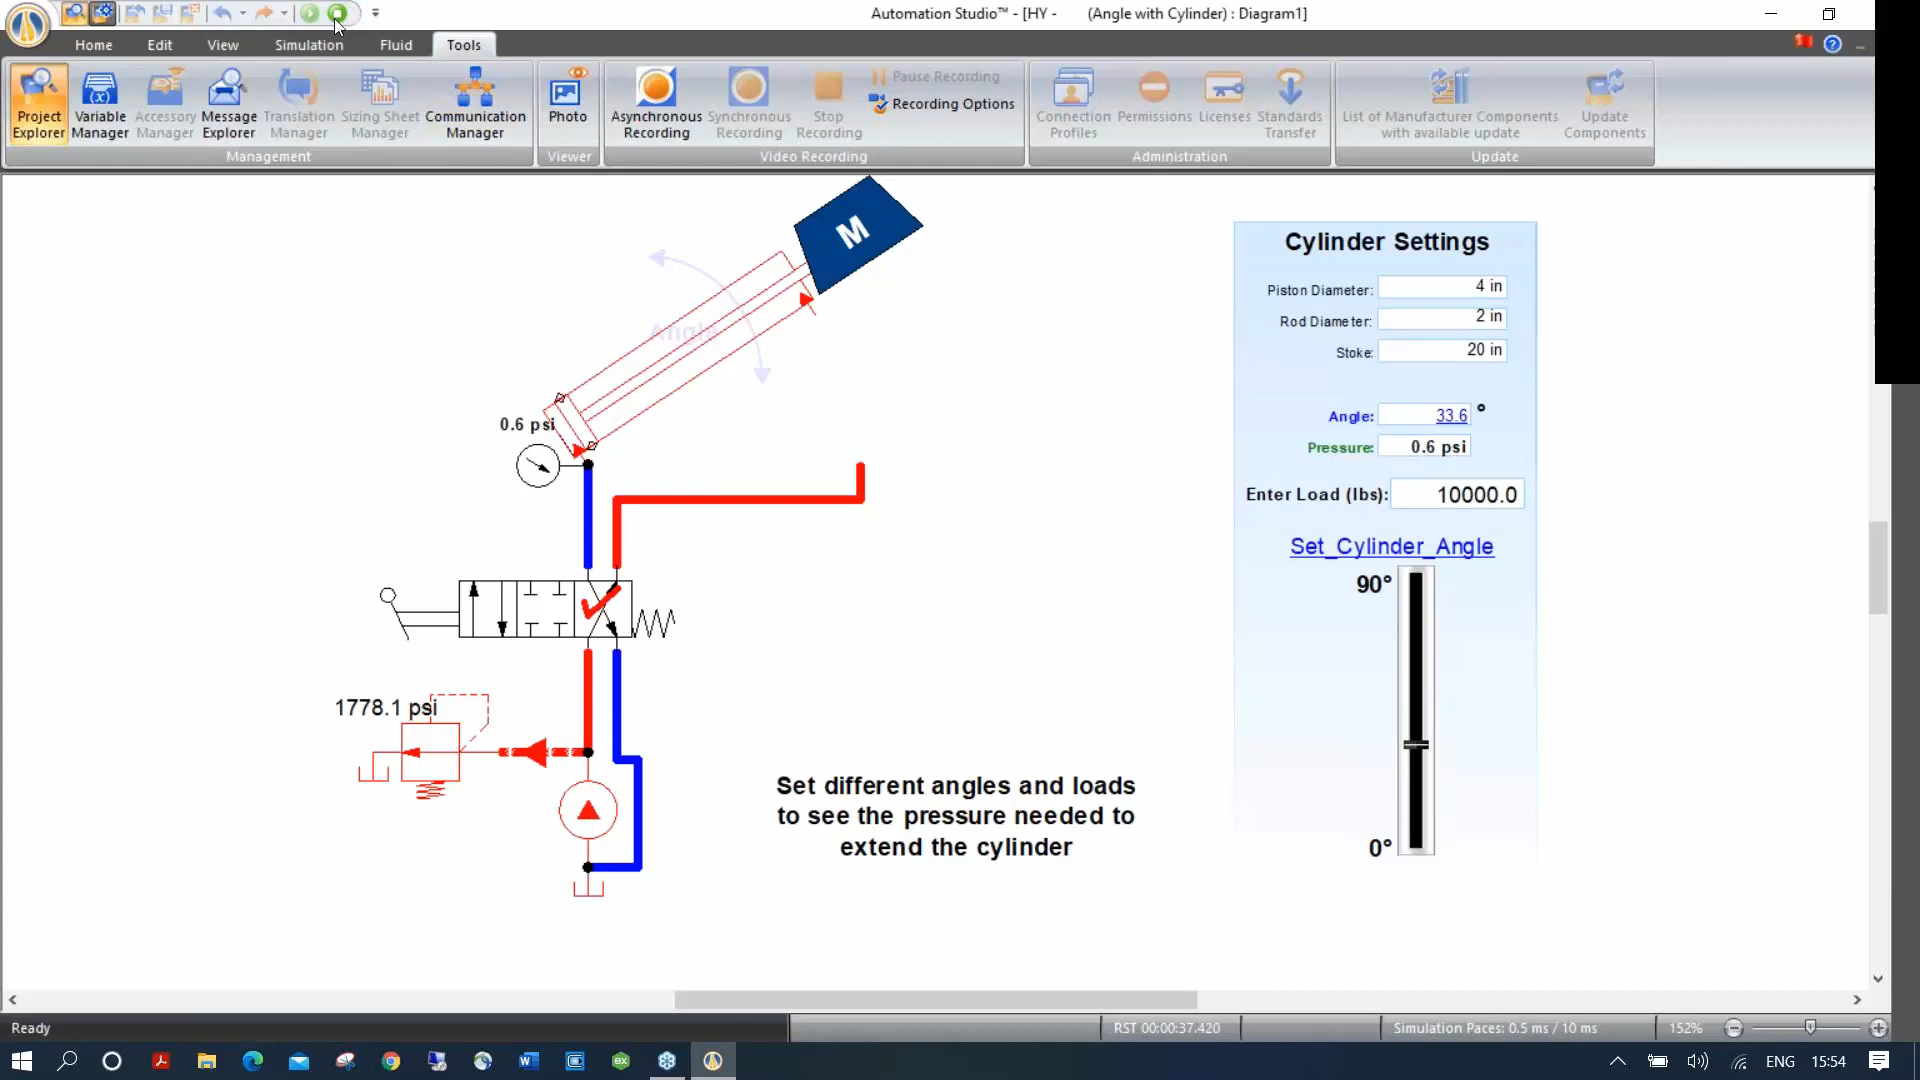 Automation Studio™ - [HY - (Angle with Cylinder) : Diagram1]
Home Edit View Simulation Fluid Tools
Project Explorer
Variable Manager
Accessory Manager
Message Explorer
Translation Manager
Sizing Sheet Manager
Communication Manager
Management
Photo
Viewer
Asynchronous Recording
Synchronous Recording
Stop Recording
Pause Recording
Recording Options
Video Recording
Connection Profiles
Permissions
Licenses
Standards Transfer
Administration
List of Manufacturer Components with available update
Update Components
Update
M
Angle
0.6 psi
1778.1 psi
Set different angles and loads
to see the pressure needed to
extend the cylinder
Cylinder Settings
Piston Diameter: 4 in
Rod Diameter: 2 in
Stoke: 20 in
Angle: 33.6 °
Pressure: 0.6 psi
Enter Load (lbs): 10000.0
Set_Cylinder_Angle
90°
0°
Ready
RST 00:00:37.420
Simulation Paces: 0.5 ms / 10 ms
152%
ENG 15:54